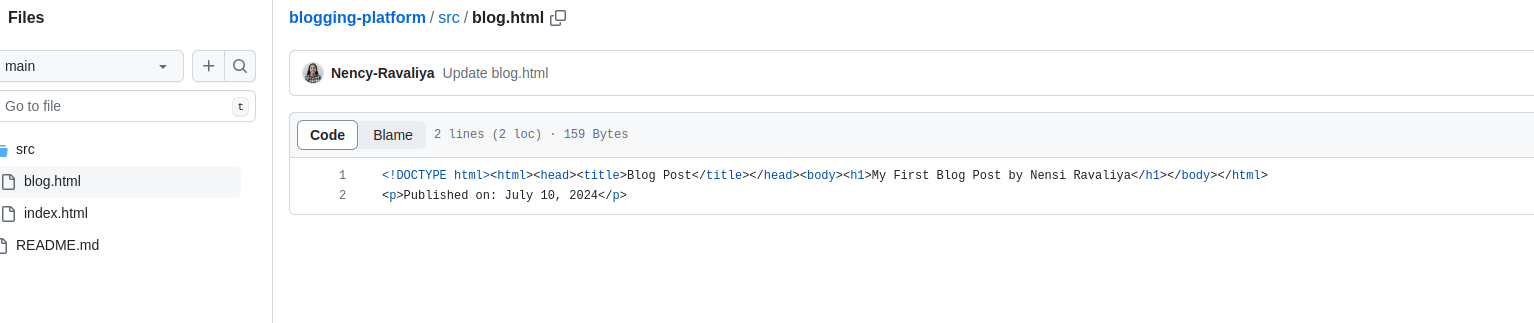 Files
main
Go to file
t
src
blog.html
index.html
README.md
blogging-platform / src / blog.html
Nency-Ravaliya Update blog.html
Code Blame 2 lines (2 loc) · 159 Bytes
1 <!DOCTYPE html><html><head><title>Blog Post</title></head><body><h1>My First Blog Post by Nensi Ravaliya</h1></body></html>
2 <p>Published on: July 10, 2024</p>